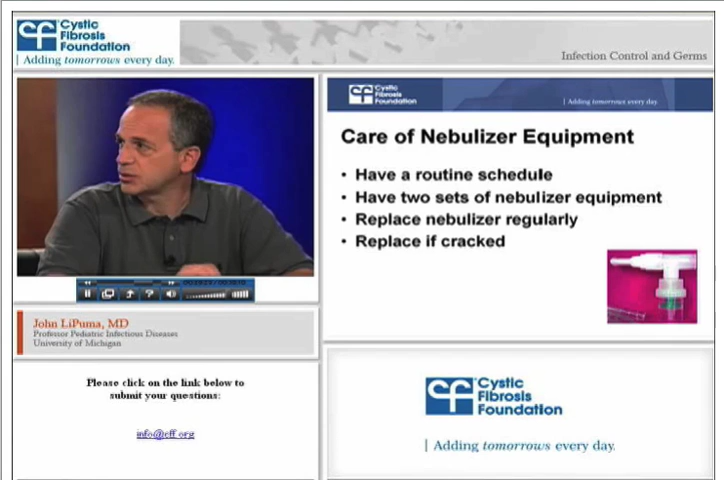 Cystic
Fibrosis
Foundation
Adding tomorrows every day.
Infection Control and Germs
Cystic
Fibrosis
Foundation
Adding tomorrows every day.
Care of Nebulizer Equipment
• Have a routine schedule
• Have two sets of nebulizer equipment
• Replace nebulizer regularly
• Replace if cracked
John LiPuma, MD
Professor Pediatric Infectious Diseases
University of Michigan
Please click on the link below to
submit your questions:
info@cff.org
Cystic
Fibrosis
Foundation
Adding tomorrows every day.